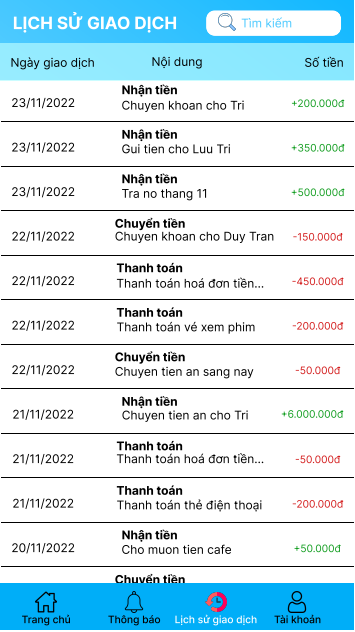 LỊCH SỬ GIAO DỊCH
Tìm kiếm
Ngày giao dịch Nội dung Số tiền
Nhận tiền
23/11/2022 Chuyen khoan cho Tri +200.000đ
Nhận tiền
23/11/2022 Gui tien cho Luu Tri +350.000đ
Nhận tiền
23/11/2022 Tra no thang 11 +500.000đ
Chuyển tiền
22/11/2022 Chuyen khoan cho Duy Tran -150.000đ
Thanh toán
22/11/2022 Thanh toán hoá đơn tiền... -450.000đ
Thanh toán
22/11/2022 Thanh toán vé xem phim -200.000đ
Chuyển tiền
22/11/2022 Chuyen tien an sang nay -50.000đ
Nhận tiền
21/11/2022 Chuyen tien an cho Tri +6.000.000đ
Thanh toán
21/11/2022 Thanh toán hoá đơn tiền... -50.000đ
Thanh toán
21/11/2022 Thanh toán thẻ điện thoại -200.000đ
Nhận tiền
20/11/2022 Cho muon tien cafe +50.000đ
Chuyển tiền
Trang chủ Thông báo Lịch sử giao dịch Tài khoản